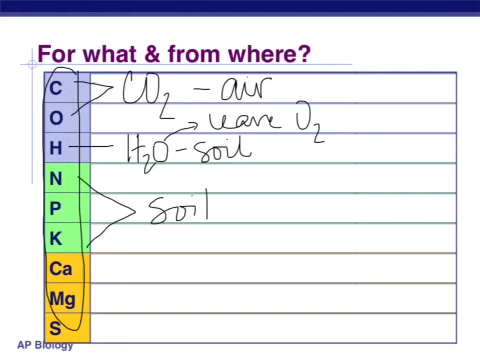 For what & from where?
C CO2 - air
O leave O2
H H2O - soil
N
P soil
K
Ca
Mg
S
AP Biology